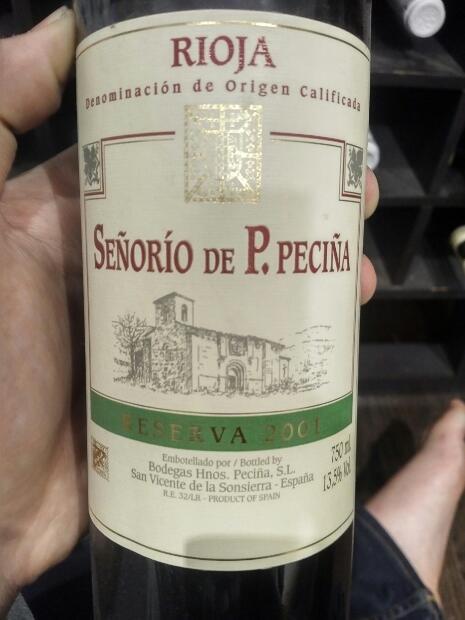 RIOJA
Denominación de Origen Calificada
SEÑORÍO DE P. PECIÑA
RESERVA 2001
Embotellado por / Bottled by
Bodegas Hnos. Peciña, S.L.
San Vicente de la Sonsierra - España
R.E. 32/LR - PRODUCT OF SPAIN
750 ml.
13.5% Vol.